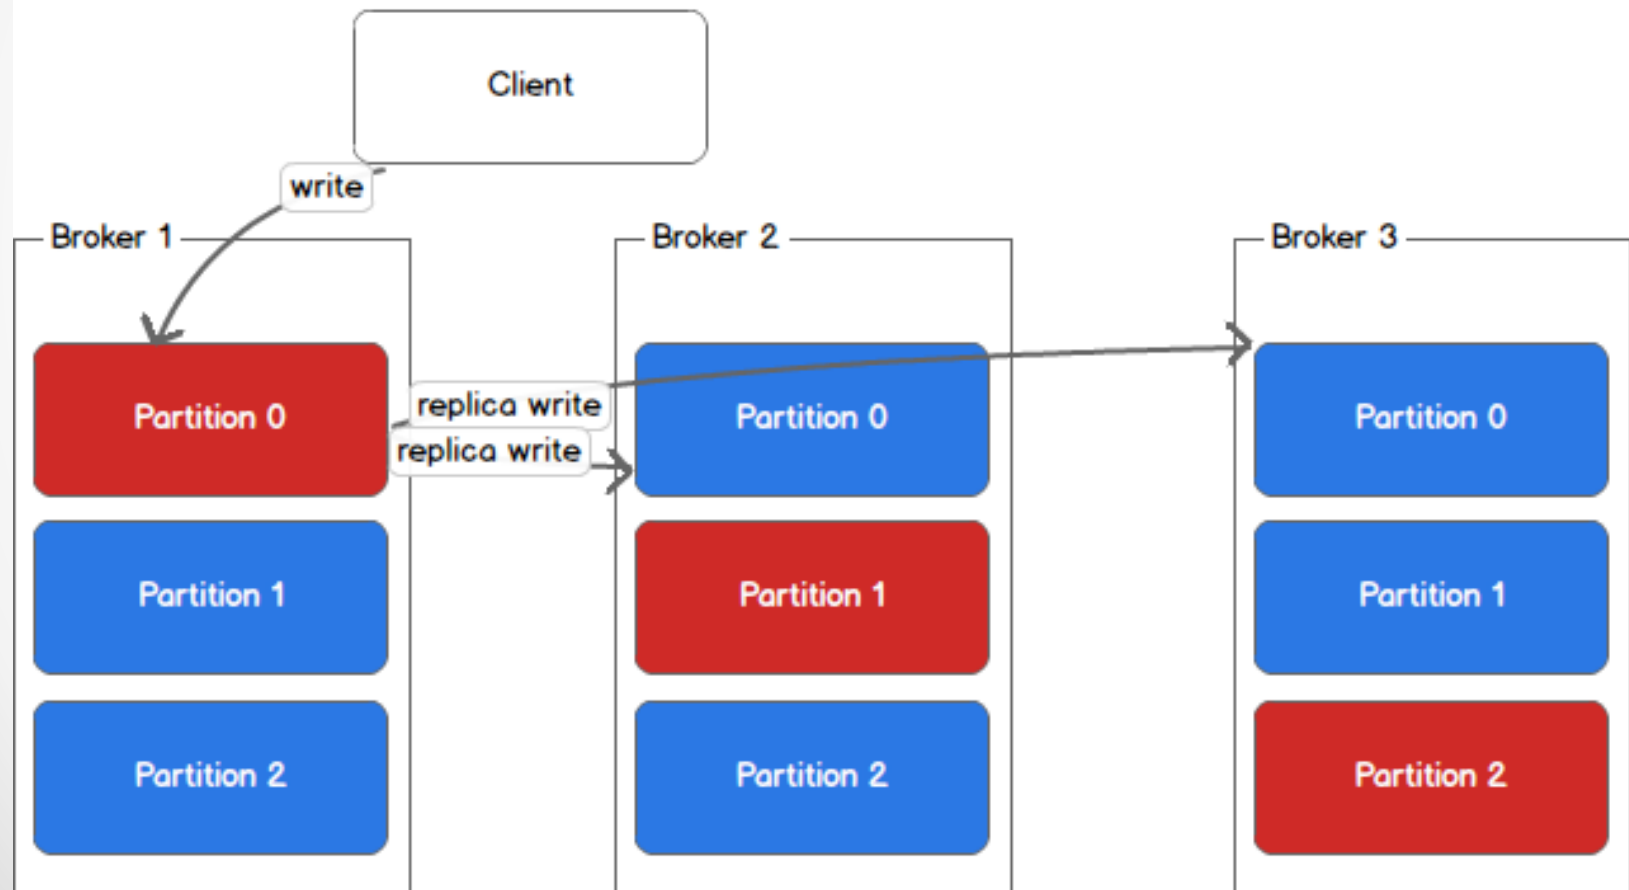 Client
write
Broker 1
Broker 2
Broker 3
Partition 0
replica write
replica write
Partition 0
Partition 0
Partition 1
Partition 1
Partition 1
Partition 2
Partition 2
Partition 2